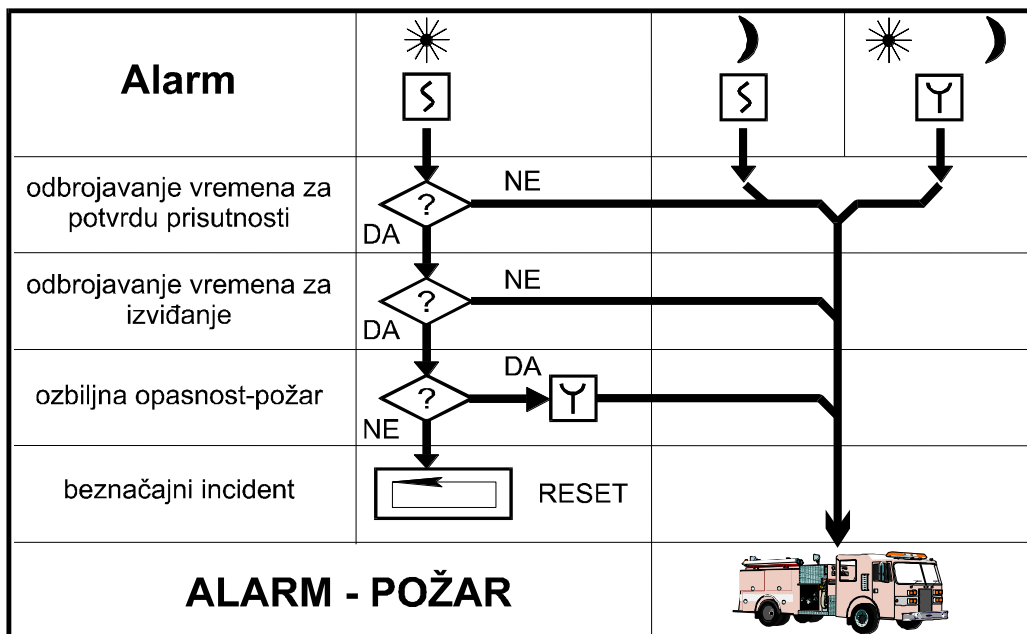 Alarm
odbrojavanje vremena za
potvrdu prisutnosti
?
NE
DA
odbrojavanje vremena za
izviđanje
?
NE
DA
ozbiljna opasnost-požar
?
DA
NE
beznačajni incident
RESET
ALARM - POŽAR